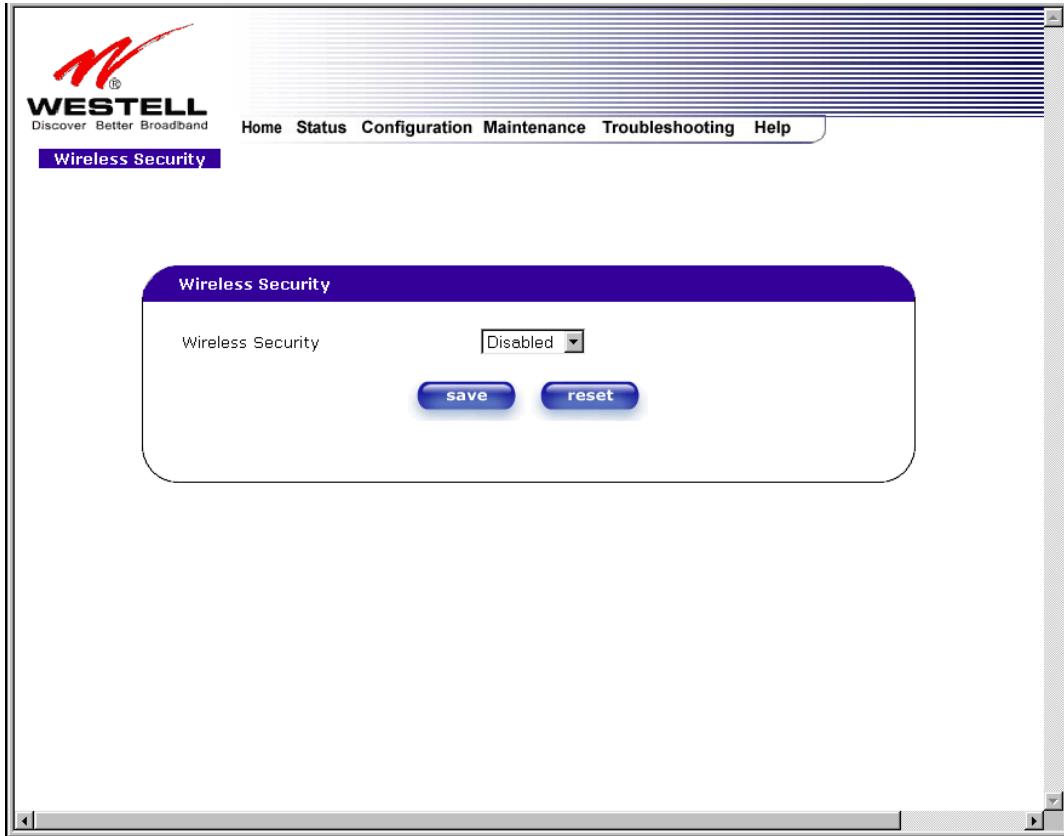 ®
WESTELL
Discover Better Broadband
Home Status Configuration Maintenance Troubleshooting Help
Wireless Security
Wireless Security
Wireless Security Disabled
save reset